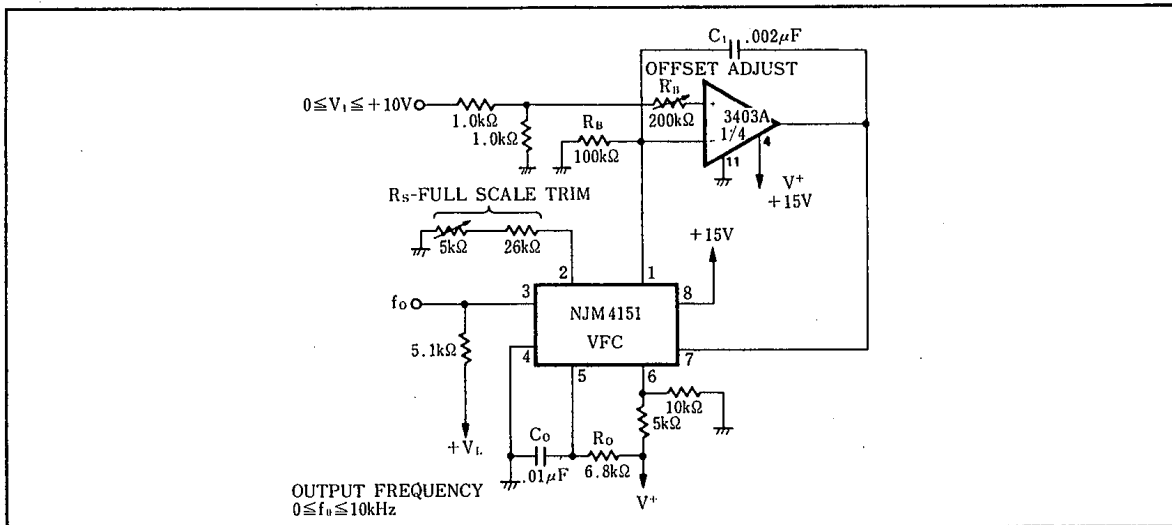 C₁ .002μF
OFFSET ADJUST
R'B
0≦V₁≦+10V
1.0kΩ
200kΩ
+
3403A
1.0kΩ
RB
100kΩ
-
1/4
4
11
V⁺
+15V
RS-FULL SCALE TRIM
5kΩ
26kΩ
+15V
2
1
fo
3
8
NJM4151
VFC
5.1kΩ
4
7
5
6
10kΩ
5kΩ
+VL
Co
Ro
.01μF
6.8kΩ
V⁺
OUTPUT FREQUENCY
0≦fo≦10kHz